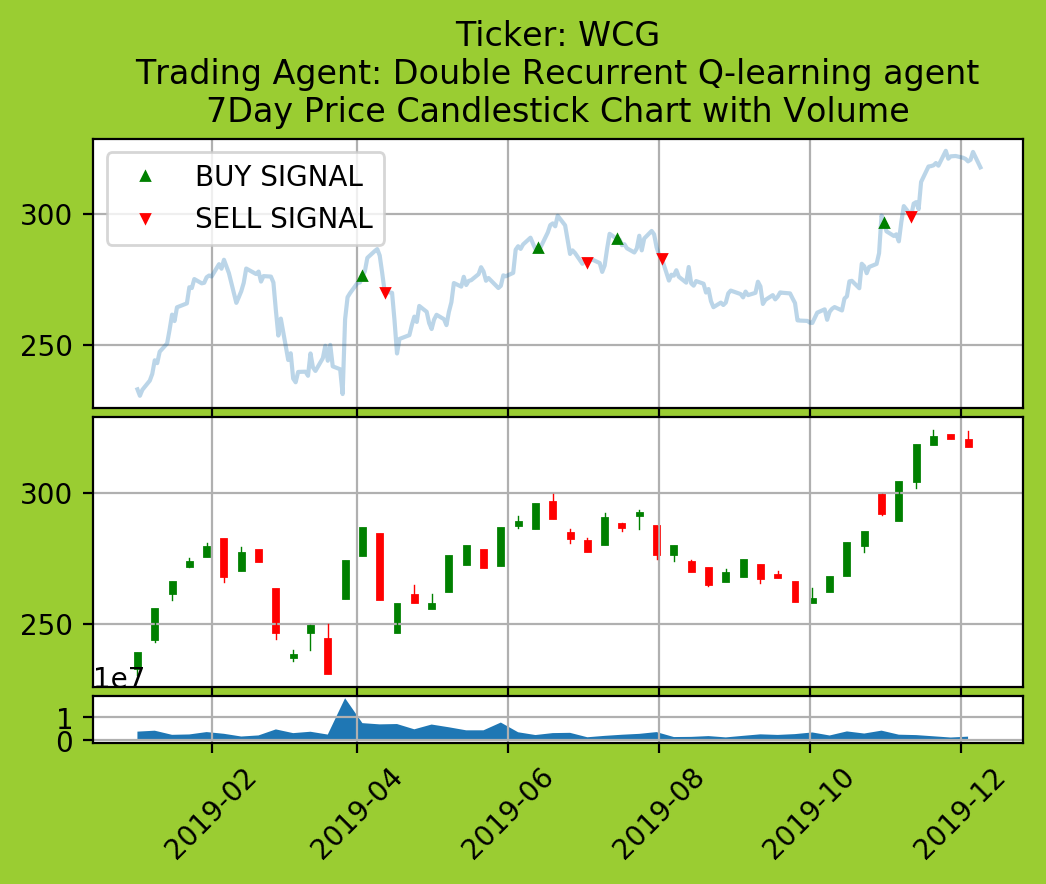 Ticker: WCG
Trading Agent: Double Recurrent Q-learning agent
7Day Price Candlestick Chart with Volume
BUY SIGNAL
SELL SIGNAL
300
250
300
250
1e7
1
0
2019-02
2019-04
2019-06
2019-08
2019-10
2019-12